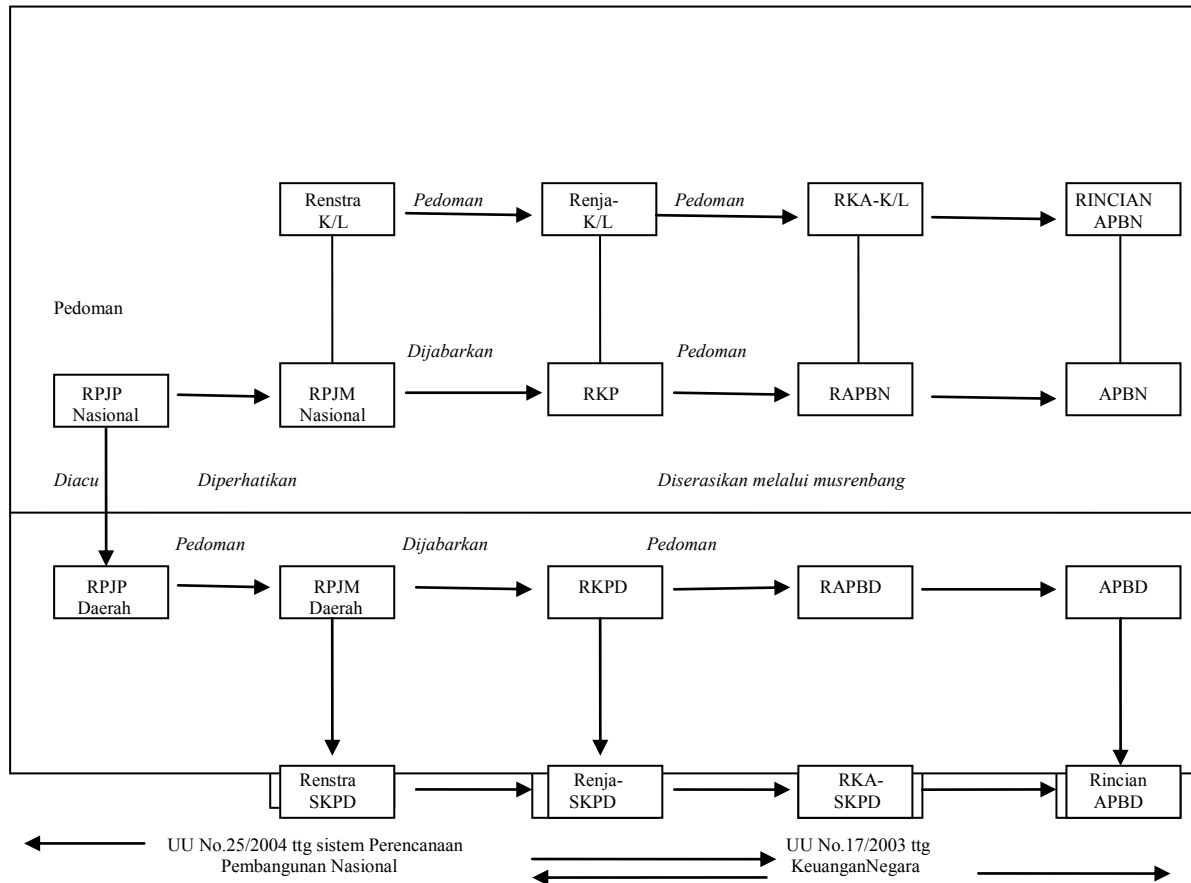 Renstra
K/L
Pedoman
Renja-
K/L
Pedoman
RKA-K/L
RINCIAN
APBN
Pedoman
RPJP
Nasional
RPJM
Nasional
Dijabarkan
RKP
Pedoman
RAPBN
APBN
Diacu
Diperhatikan
Diserasikan melalui musrenbang
RPJP
Daerah
Pedoman
RPJM
Daerah
Dijabarkan
RKPD
Pedoman
RAPBD
APBD
Renstra
SKPD
Renja-
SKPD
RKA-
SKPD
Rincian
APBD
UU No.25/2004 ttg sistem Perencanaan
Pembangunan Nasional
UU No.17/2003 ttg
KeuanganNegara